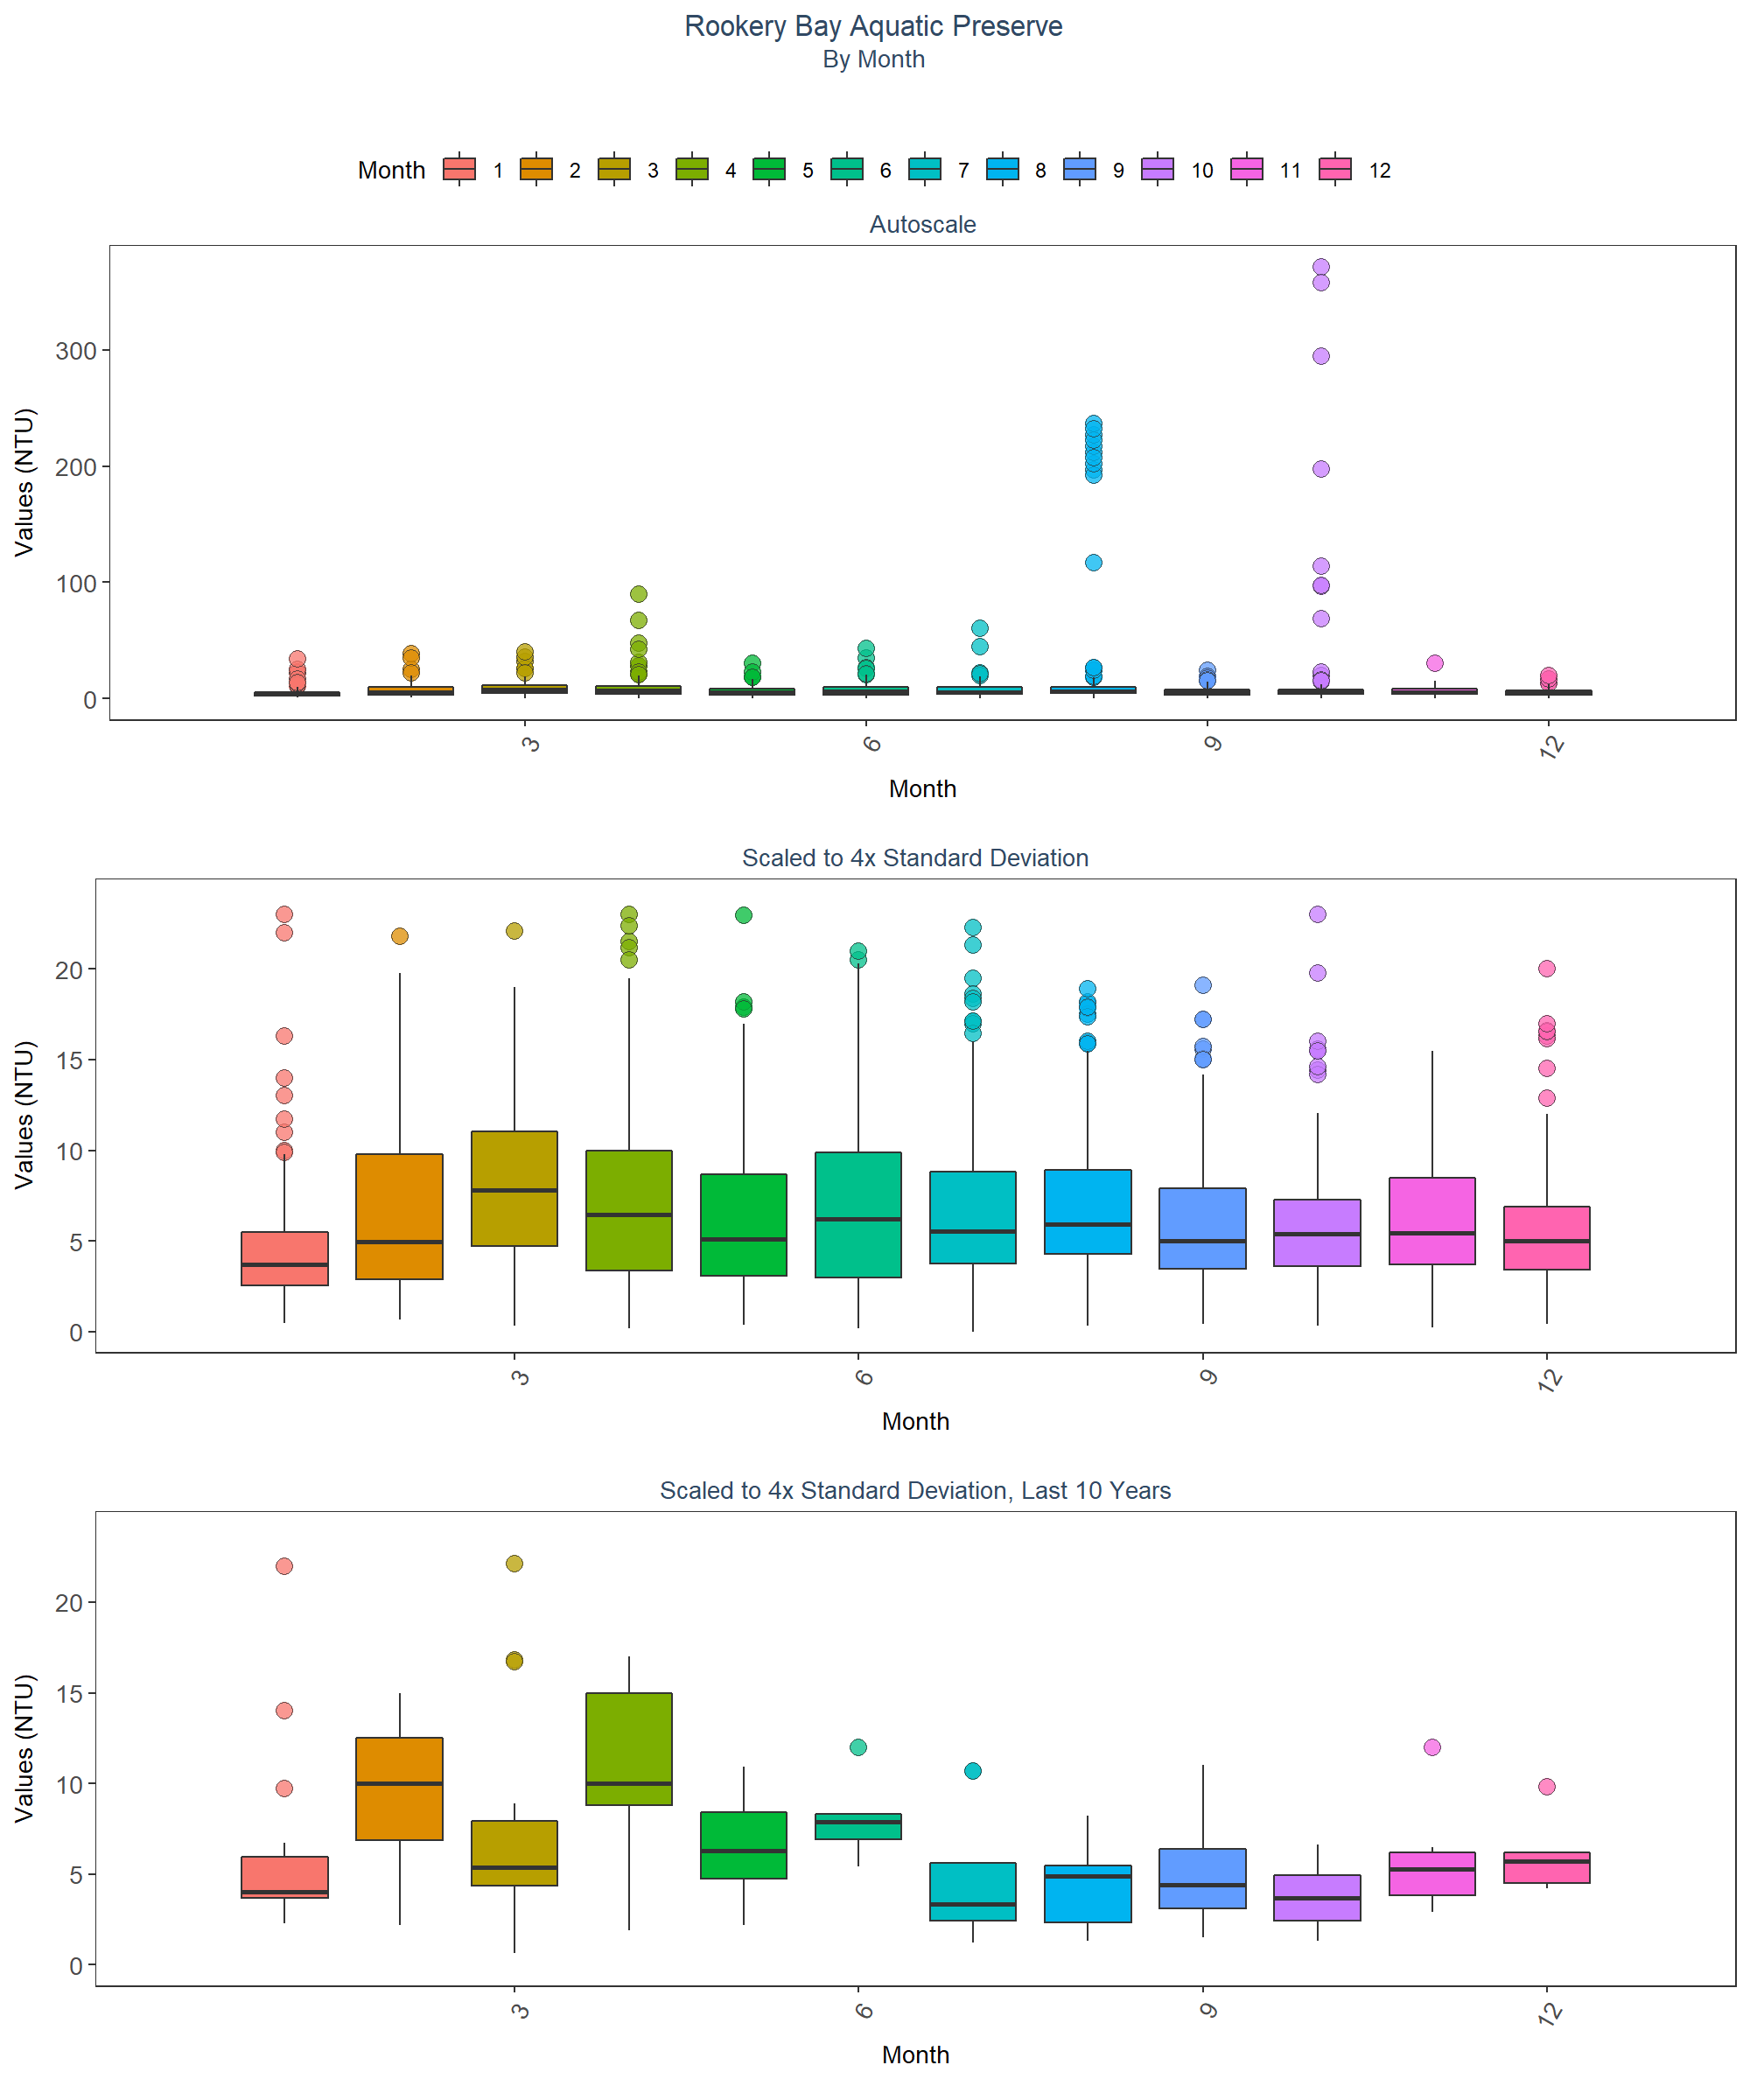 Rookery Bay Aquatic Preserve
By Month
Month 1 2 3 4 5 6 7 8 9 10 11 12
Autoscale
Values (NTU)
300
200
100
0
3 6 9 12
Month
Scaled to 4x Standard Deviation
Values (NTU)
20
15
10
5
0
3 6 9 12
Month
Scaled to 4x Standard Deviation, Last 10 Years
Values (NTU)
20
15
10
5
0
3 6 9 12
Month